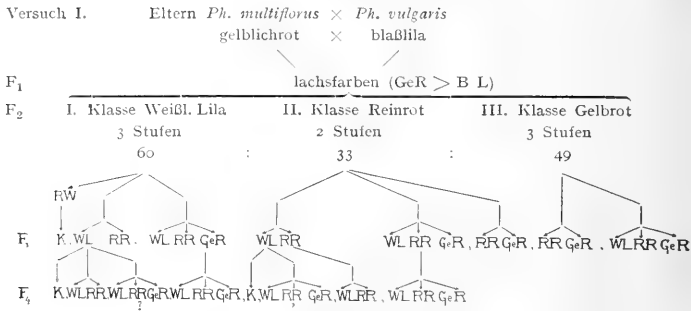 Versuch I. Eltern Ph. multiflorus × Ph. vulgaris
gelblichrot × blaßlila
F₁ lachsfarben (GeR > B L)
F₂ I. Klasse Weißl. Lila II. Klasse Reinrot III. Klasse Gelbrot
3 Stufen 2 Stufen 3 Stufen
60 : 33 : 49
RW
F₃ K, WL RR, WL RR GeR WL RR WL RR GeR, RR GeR, RR GeR, WL RR GeR
F₄ K, WL RR, WL RR GeR WL RR GeR, K, WL RR GeR, WL RR, WL RR GeR
? ?